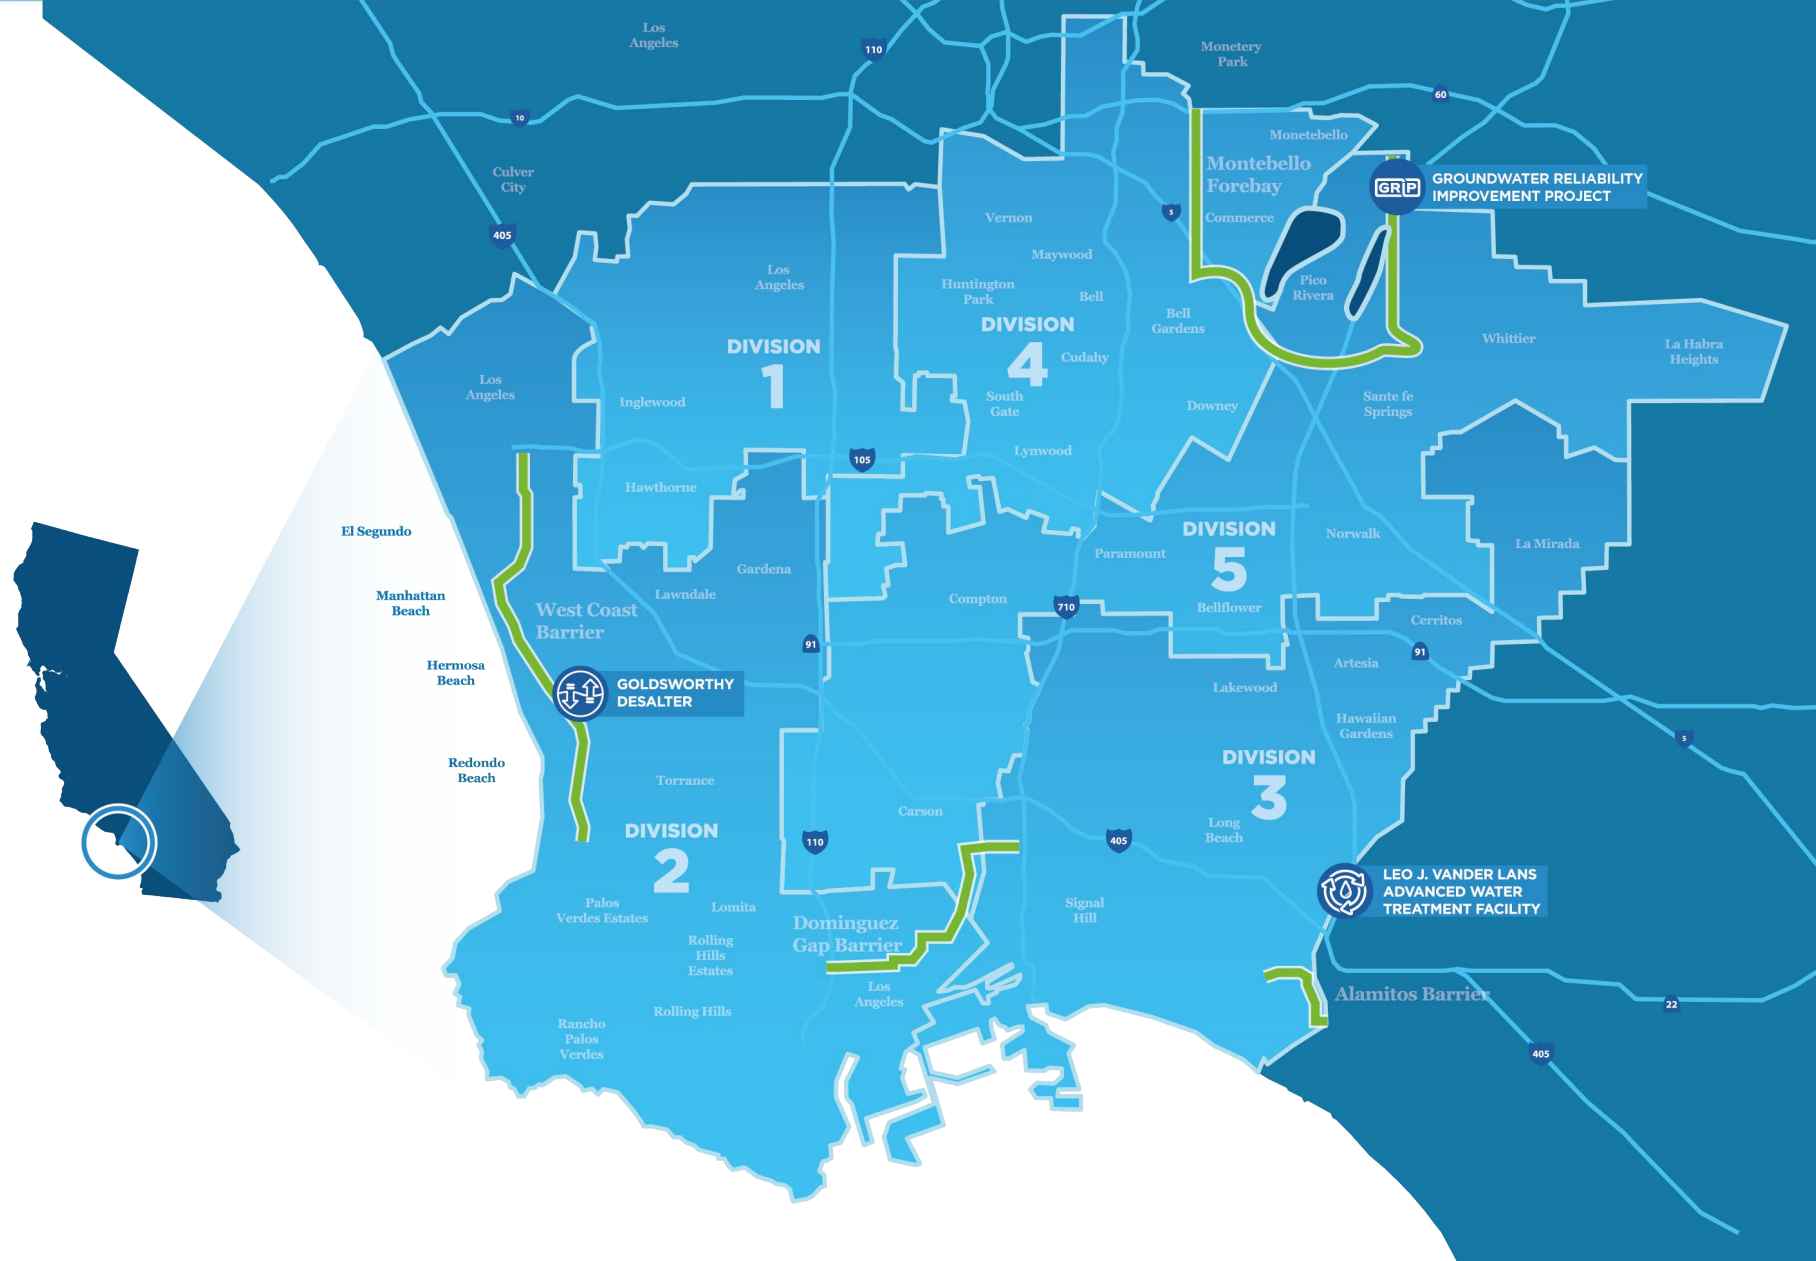 Los
Angeles
110
Monetery
Park
60
10
Monetebello
Montebello
Forebay
Culver
City
GRIP
GROUNDWATER RELIABILITY
IMPROVEMENT PROJECT
5
Commerce
Vernon
405
Maywood
Los
Angeles
Huntington
Park
Bell
Pico
Rivera
Bell
Gardens
DIVISION
4
Whittier
La Habra
Heights
DIVISION
1
Cudahy
Los
Angeles
Inglewood
South
Gate
Downey
Sante fe
Springs
Lynwood
105
Hawthorne
El Segundo
DIVISION
5
Norwalk
La Mirada
Paramount
Gardena
Manhattan
Beach
Lawndale
West Coast
Barrier
Compton
710
Bellflower
Cerritos
91
91
Hermosa
Beach
Artesia
GOLDSWORTHY
DESALTER
Lakewood
Hawaiian
Gardens
5
Redondo
Beach
DIVISION
3
Torrance
Carson
DIVISION
2
110
405
Long
Beach
LEO J. VANDER LANS
ADVANCED WATER
TREATMENT FACILITY
Palos
Verdes Estates
Lomita
Signal
Hill
Dominguez
Gap Barrier
Rolling
Hills
Estates
Los
Angeles
Alamitos Barrier
22
Rolling Hills
Rancho
Palos
Verdes
405